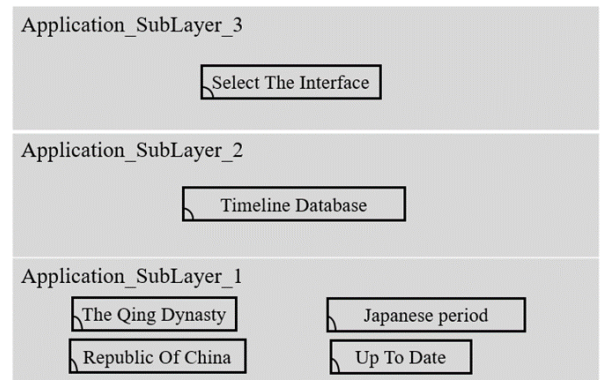 Application_SubLayer_3
Select The Interface
Application_SubLayer_2
Timeline Database
Application_SubLayer_1
The Qing Dynasty
Japanese period
Republic Of China
Up To Date